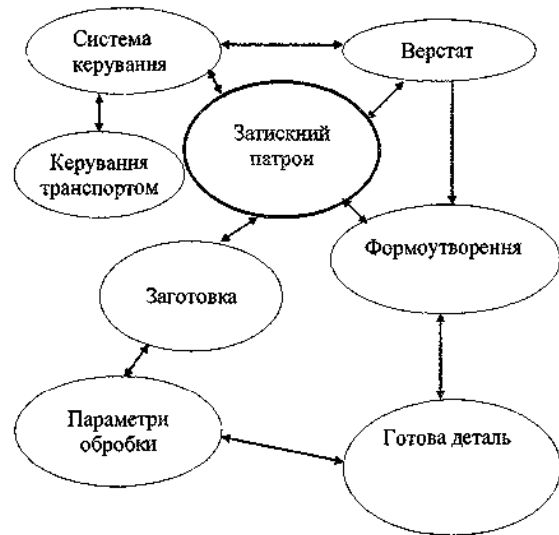 Система
керування
Верстат
Затискний
патрон
Керування
транспортом
Формоутворення
Заготовка
Параметри
обробки
Готова деталь